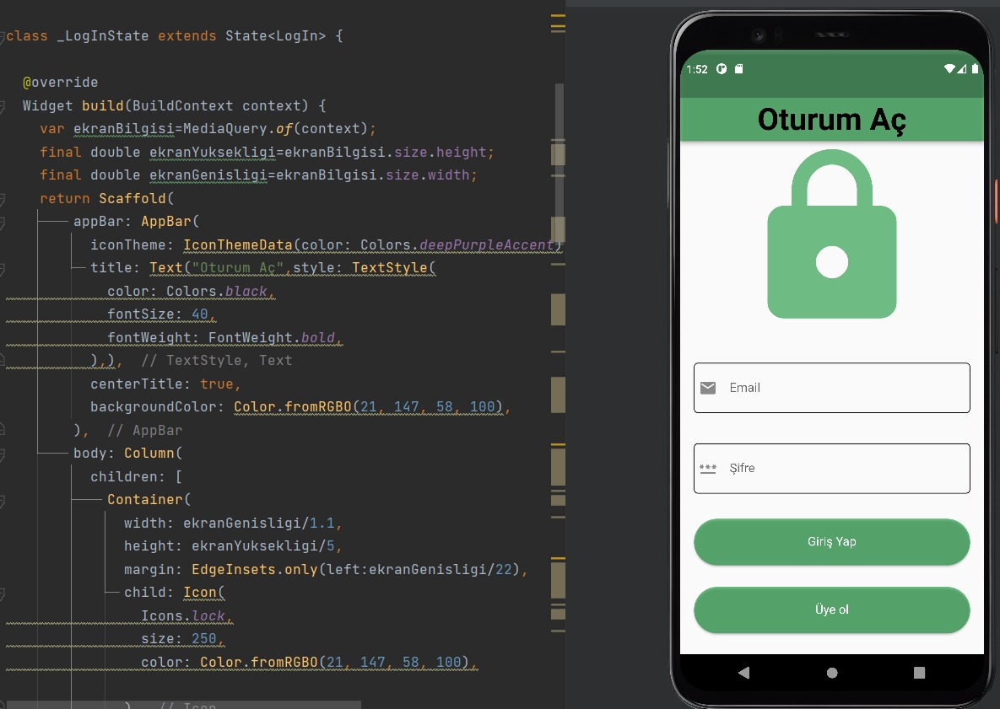 class _LogInState extends State<LogIn> {
@override
Widget build(BuildContext context) {
var ekranBilgisi=MediaQuery.of(context);
final double ekranYuksekligi=ekranBilgisi.size.height;
final double ekranGenisligi=ekranBilgisi.size.width;
return Scaffold(
appBar: AppBar(
iconTheme: IconThemeData(color: Colors.deepPurpleAccent)
title: Text("Oturum Aç",style: TextStyle(
color: Colors.black,
fontSize: 40,
fontWeight: FontWeight.bold,
),), // TextStyle, Text
centerTitle: true,
backgroundColor: Color.fromRGBO(21, 147, 58, 100),
), // AppBar
body: Column(
children: [
Container(
width: ekranGenisligi/1.1,
height: ekranYuksekligi/5,
margin: EdgeInsets.only(left:ekranGenisligi/22),
child: Icon(
Icons.lock,
size: 250,
color: Color.fromRGBO(21, 147, 58, 100),
) // Icon
1:52
Oturum Aç
Email
***
Şifre
Giriş Yap
Üye ol